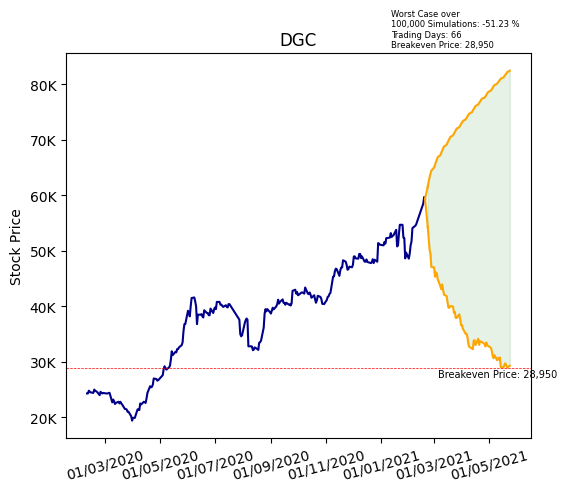 Worst Case over
100,000 Simulations: -51.23 %
Trading Days: 66
Breakeven Price: 28,950
DGC
Stock Price
80K
70K
60K
50K
40K
30K
20K
Breakeven Price: 28,950
01/03/2020
01/05/2020
01/07/2020
01/09/2020
01/11/2020
01/01/2021
01/03/2021
01/05/2021